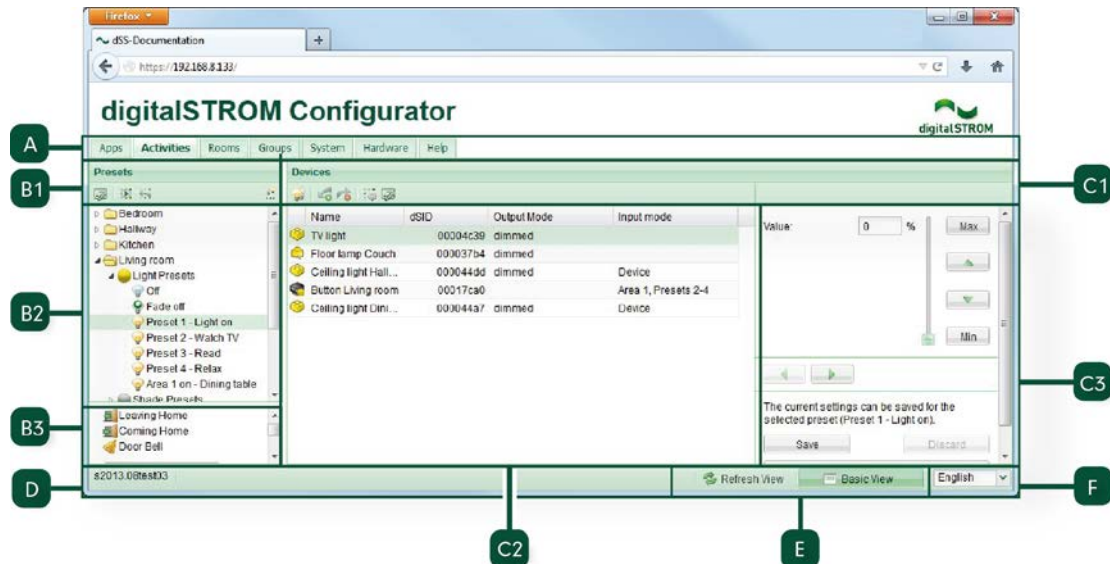 Firefox
dSS-Documentation
https://192.168.8.133/
digitalSTROM Configurator
digitalSTROM
A
Apps Activities Rooms Groups System Hardware Help
Presets Devices
B1
C1
Name dSID Output Mode Input mode
TV light 00004c39 dimmed
Floor lamp Couch 000037b4 dimmed
Ceiling light Hall... 000044dd dimmed Device
Button Living room 00017ca0 Area 1, Presets 2-4
Ceiling light Dini... 000044a7 dimmed Device
Bedroom
Hallway
Kitchen
Living room
Light Presets
Off
Fade off
Preset 1 - Light on
Preset 2 - Watch TV
Preset 3 - Read
Preset 4 - Relax
Area 1 on - Dining table
Shade Presets
B2
Value: 0 % Max
Min
C3
The current settings can be saved for the
selected preset (Preset 1 - Light on).
Save Discard
B3
Leaving Home
Coming Home
Door Bell
D
s2013.06test03
Refresh View Basic View English
F
C2
E